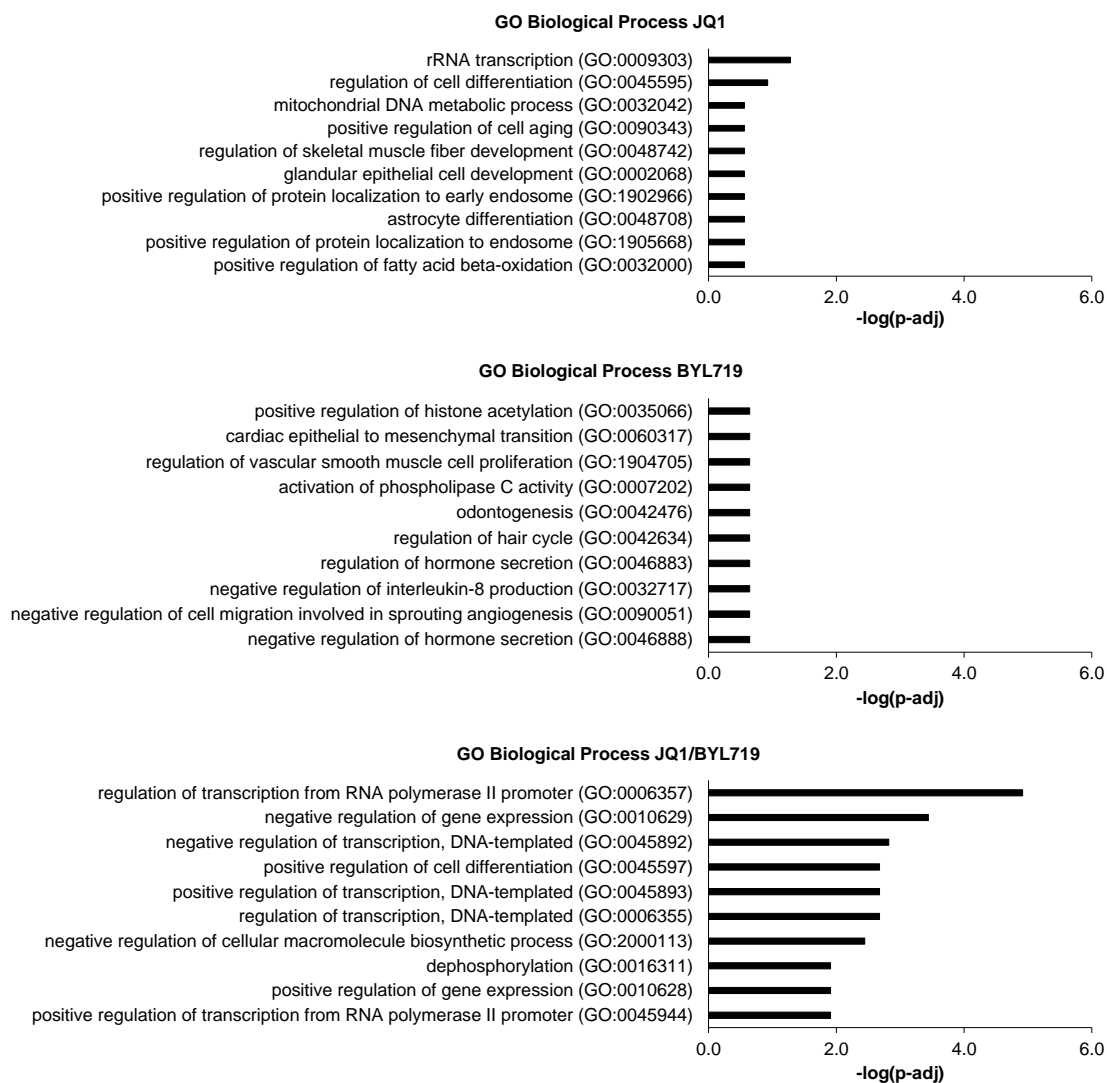 GO Biological Process JQ1
rRNA transcription (GO:0009303)
regulation of cell differentiation (GO:0045595)
mitochondrial DNA metabolic process (GO:0032042)
positive regulation of cell aging (GO:0090343)
regulation of skeletal muscle fiber development (GO:0048742)
glandular epithelial cell development (GO:0002068)
positive regulation of protein localization to early endosome (GO:1902966)
astrocyte differentiation (GO:0048708)
positive regulation of protein localization to endosome (GO:1905668)
positive regulation of fatty acid beta-oxidation (GO:0032000)
0.0 2.0 4.0 6.0
-log(p-adj)
GO Biological Process BYL719
positive regulation of histone acetylation (GO:0035066)
cardiac epithelial to mesenchymal transition (GO:0060317)
regulation of vascular smooth muscle cell proliferation (GO:1904705)
activation of phospholipase C activity (GO:0007202)
odontogenesis (GO:0042476)
regulation of hair cycle (GO:0042634)
regulation of hormone secretion (GO:0046883)
negative regulation of interleukin-8 production (GO:0032717)
negative regulation of cell migration involved in sprouting angiogenesis (GO:0090051)
negative regulation of hormone secretion (GO:0046888)
0.0 2.0 4.0 6.0
-log(p-adj)
GO Biological Process JQ1/BYL719
regulation of transcription from RNA polymerase II promoter (GO:0006357)
negative regulation of gene expression (GO:0010629)
negative regulation of transcription, DNA-templated (GO:0045892)
positive regulation of cell differentiation (GO:0045597)
positive regulation of transcription, DNA-templated (GO:0045893)
regulation of transcription, DNA-templated (GO:0006355)
negative regulation of cellular macromolecule biosynthetic process (GO:2000113)
dephosphorylation (GO:0016311)
positive regulation of gene expression (GO:0010628)
positive regulation of transcription from RNA polymerase II promoter (GO:0045944)
0.0 2.0 4.0 6.0
-log(p-adj)